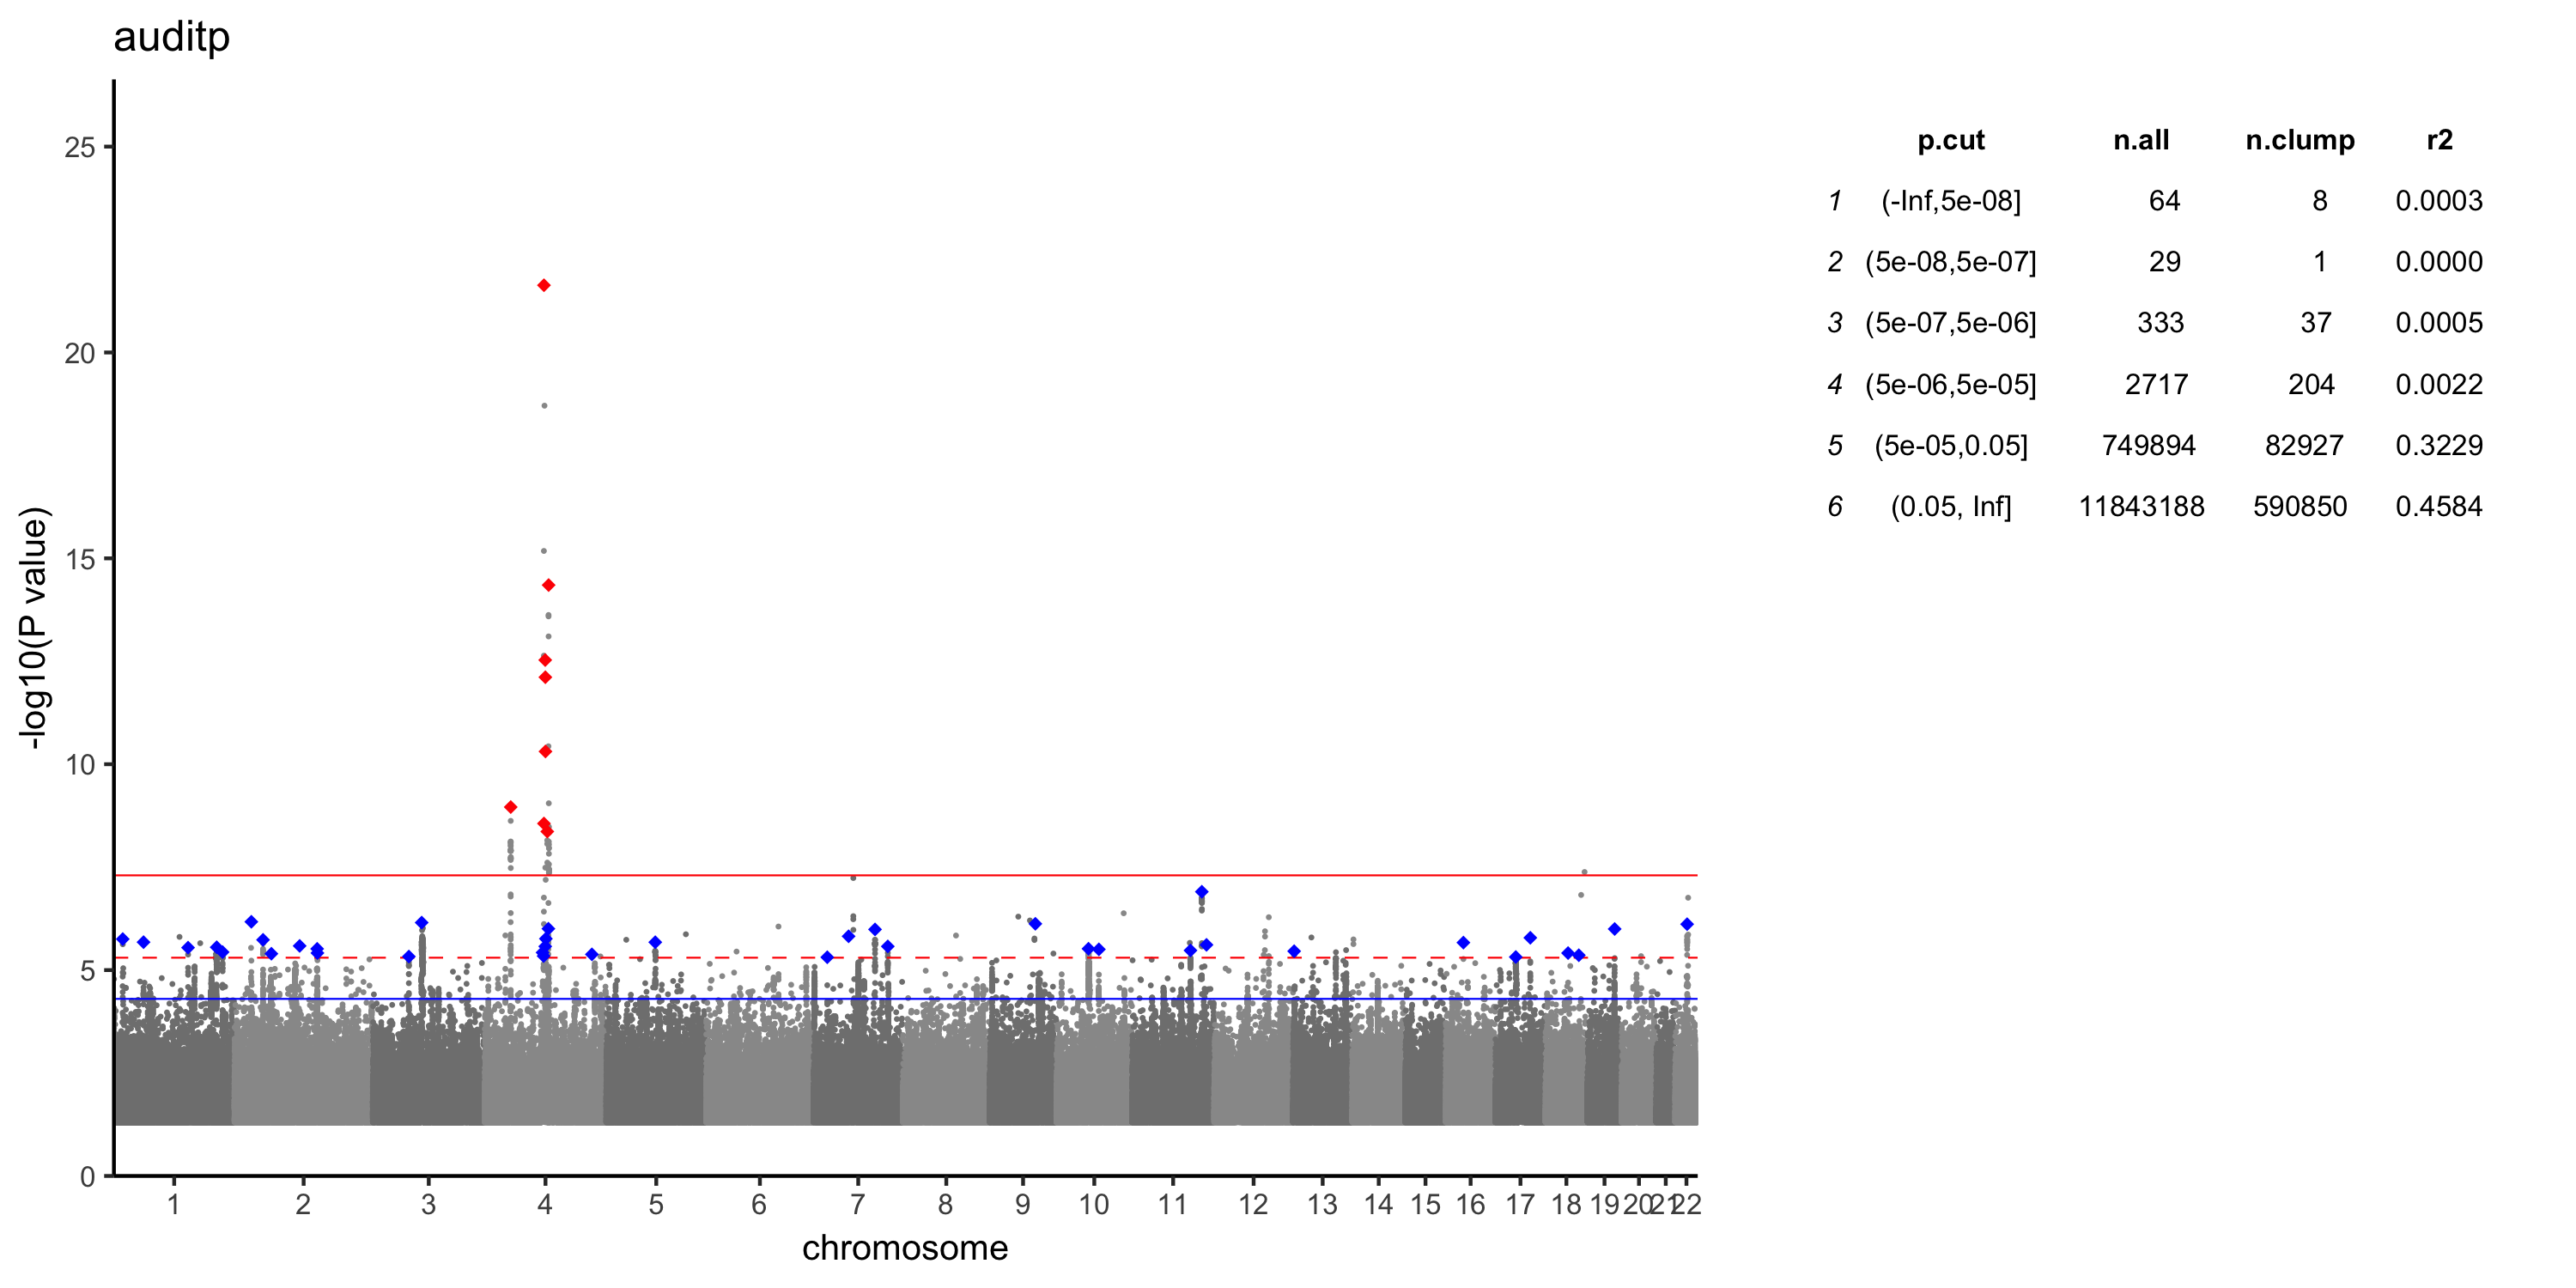 auditp
25
20
15
10
5
0
-log10(P value)
1 2 3 4 5 6 7 8 9 10 11 12 13 14 15 16 17 18 19 20 21 22
chromosome
p.cut n.all n.clump r2
1 (-Inf,5e-08] 64 8 0.0003
2 (5e-08,5e-07] 29 1 0.0000
3 (5e-07,5e-06] 333 37 0.0005
4 (5e-06,5e-05] 2717 204 0.0022
5 (5e-05,0.05] 749894 82927 0.3229
6 (0.05, Inf] 11843188 590850 0.4584